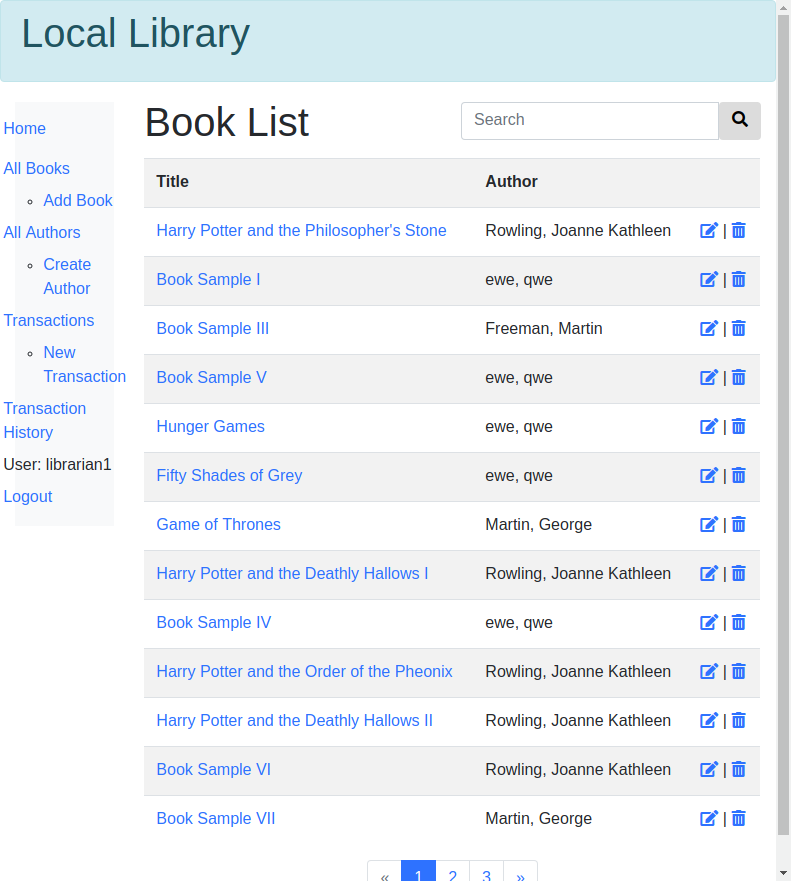 Local Library
Home
All Books
Add Book
All Authors
Create
Author
Transactions
New
Transaction
Transaction
History
User: librarian1
Logout
Book List
Search
Title Author
Harry Potter and the Philosopher's Stone Rowling, Joanne Kathleen |
Book Sample I ewe, qwe |
Book Sample III Freeman, Martin |
Book Sample V ewe, qwe |
Hunger Games ewe, qwe |
Fifty Shades of Grey ewe, qwe |
Game of Thrones Martin, George |
Harry Potter and the Deathly Hallows I Rowling, Joanne Kathleen |
Book Sample IV ewe, qwe |
Harry Potter and the Order of the Pheonix Rowling, Joanne Kathleen |
Harry Potter and the Deathly Hallows II Rowling, Joanne Kathleen |
Book Sample VI Rowling, Joanne Kathleen |
Book Sample VII Martin, George |
« 1 2 3 »